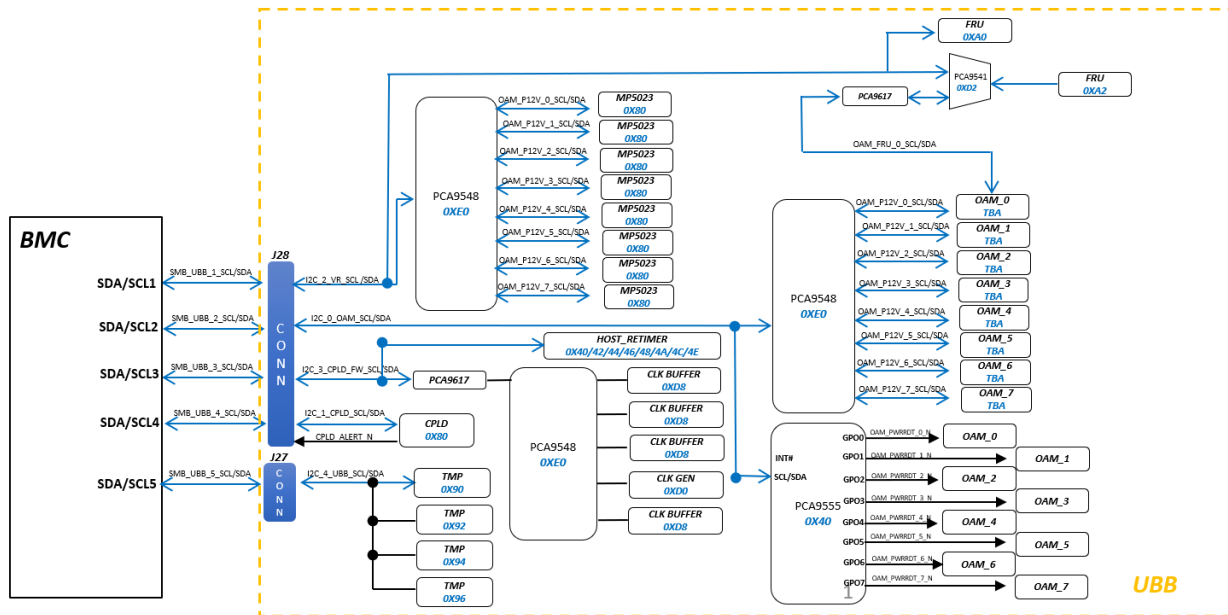 BMC
SDA/SCL1
SDA/SCL2
SDA/SCL3
SDA/SCL4
SDA/SCL5
SMB_UBB_1_SCL/SDA
SMB_UBB_2_SCL/SDA
SMB_UBB_3_SCL/SDA
SMB_UBB_4_SCL/SDA
SMB_UBB_5_SCL/SDA
J28
CONN
J27
CONN
I2C_2_VR_SCL/SDA
I2C_0_OAM_SCL/SDA
I2C_3_CPLD_FW_SCL/SDA
I2C_1_CPLD_SCL/SDA
CPLD_ALERT_N
I2C_4_UBB_SCL/SDA
PCA9548
0XE0
OAM_P12V_0_SCL/SDA
OAM_P12V_1_SCL/SDA
OAM_P12V_2_SCL/SDA
OAM_P12V_3_SCL/SDA
OAM_P12V_4_SCL/SDA
OAM_P12V_5_SCL/SDA
OAM_P12V_6_SCL/SDA
OAM_P12V_7_SCL/SDA
MP5023
0X80
MP5023
0X80
MP5023
0X80
MP5023
0X80
MP5023
0X80
MP5023
0X80
MP5023
0X80
MP5023
0X80
HOST_RETIMER
0X40/42/44/46/48/4A/4C/4E
PCA9617
CPLD
0X80
TMP
0X90
TMP
0X92
TMP
0X94
TMP
0X96
PCA9548
0XE0
CLK BUFFER
0XD8
CLK BUFFER
0XD8
CLK BUFFER
0XD8
CLK GEN
0XD0
CLK BUFFER
0XD8
FRU
0XA0
PCA9541
0XD2
FRU
0XA2
PCA9617
OAM_FRU_0_SCL/SDA
PCA9548
0XE0
OAM_P12V_0_SCL/SDA
OAM_P12V_1_SCL/SDA
OAM_P12V_2_SCL/SDA
OAM_P12V_3_SCL/SDA
OAM_P12V_4_SCL/SDA
OAM_P12V_5_SCL/SDA
OAM_P12V_6_SCL/SDA
OAM_P12V_7_SCL/SDA
OAM_0
TBA
OAM_1
TBA
OAM_2
TBA
OAM_3
TBA
OAM_4
TBA
OAM_5
TBA
OAM_6
TBA
OAM_7
TBA
INT#
SCL/SDA
PCA9555
0X40
GPO0
GPO1
GPO2
GPO3
GPO4
GPO5
GPO6
GPO7
1
OAM_PWRRDT_0_N
OAM_PWRRDT_1_N
OAM_PWRRDT_2_N
OAM_PWRRDT_3_N
OAM_PWRRDT_4_N
OAM_PWRRDT_5_N
OAM_PWRRDT_6_N
OAM_PWRRDT_7_N
OAM_0
OAM_1
OAM_2
OAM_3
OAM_4
OAM_5
OAM_6
OAM_7
UBB